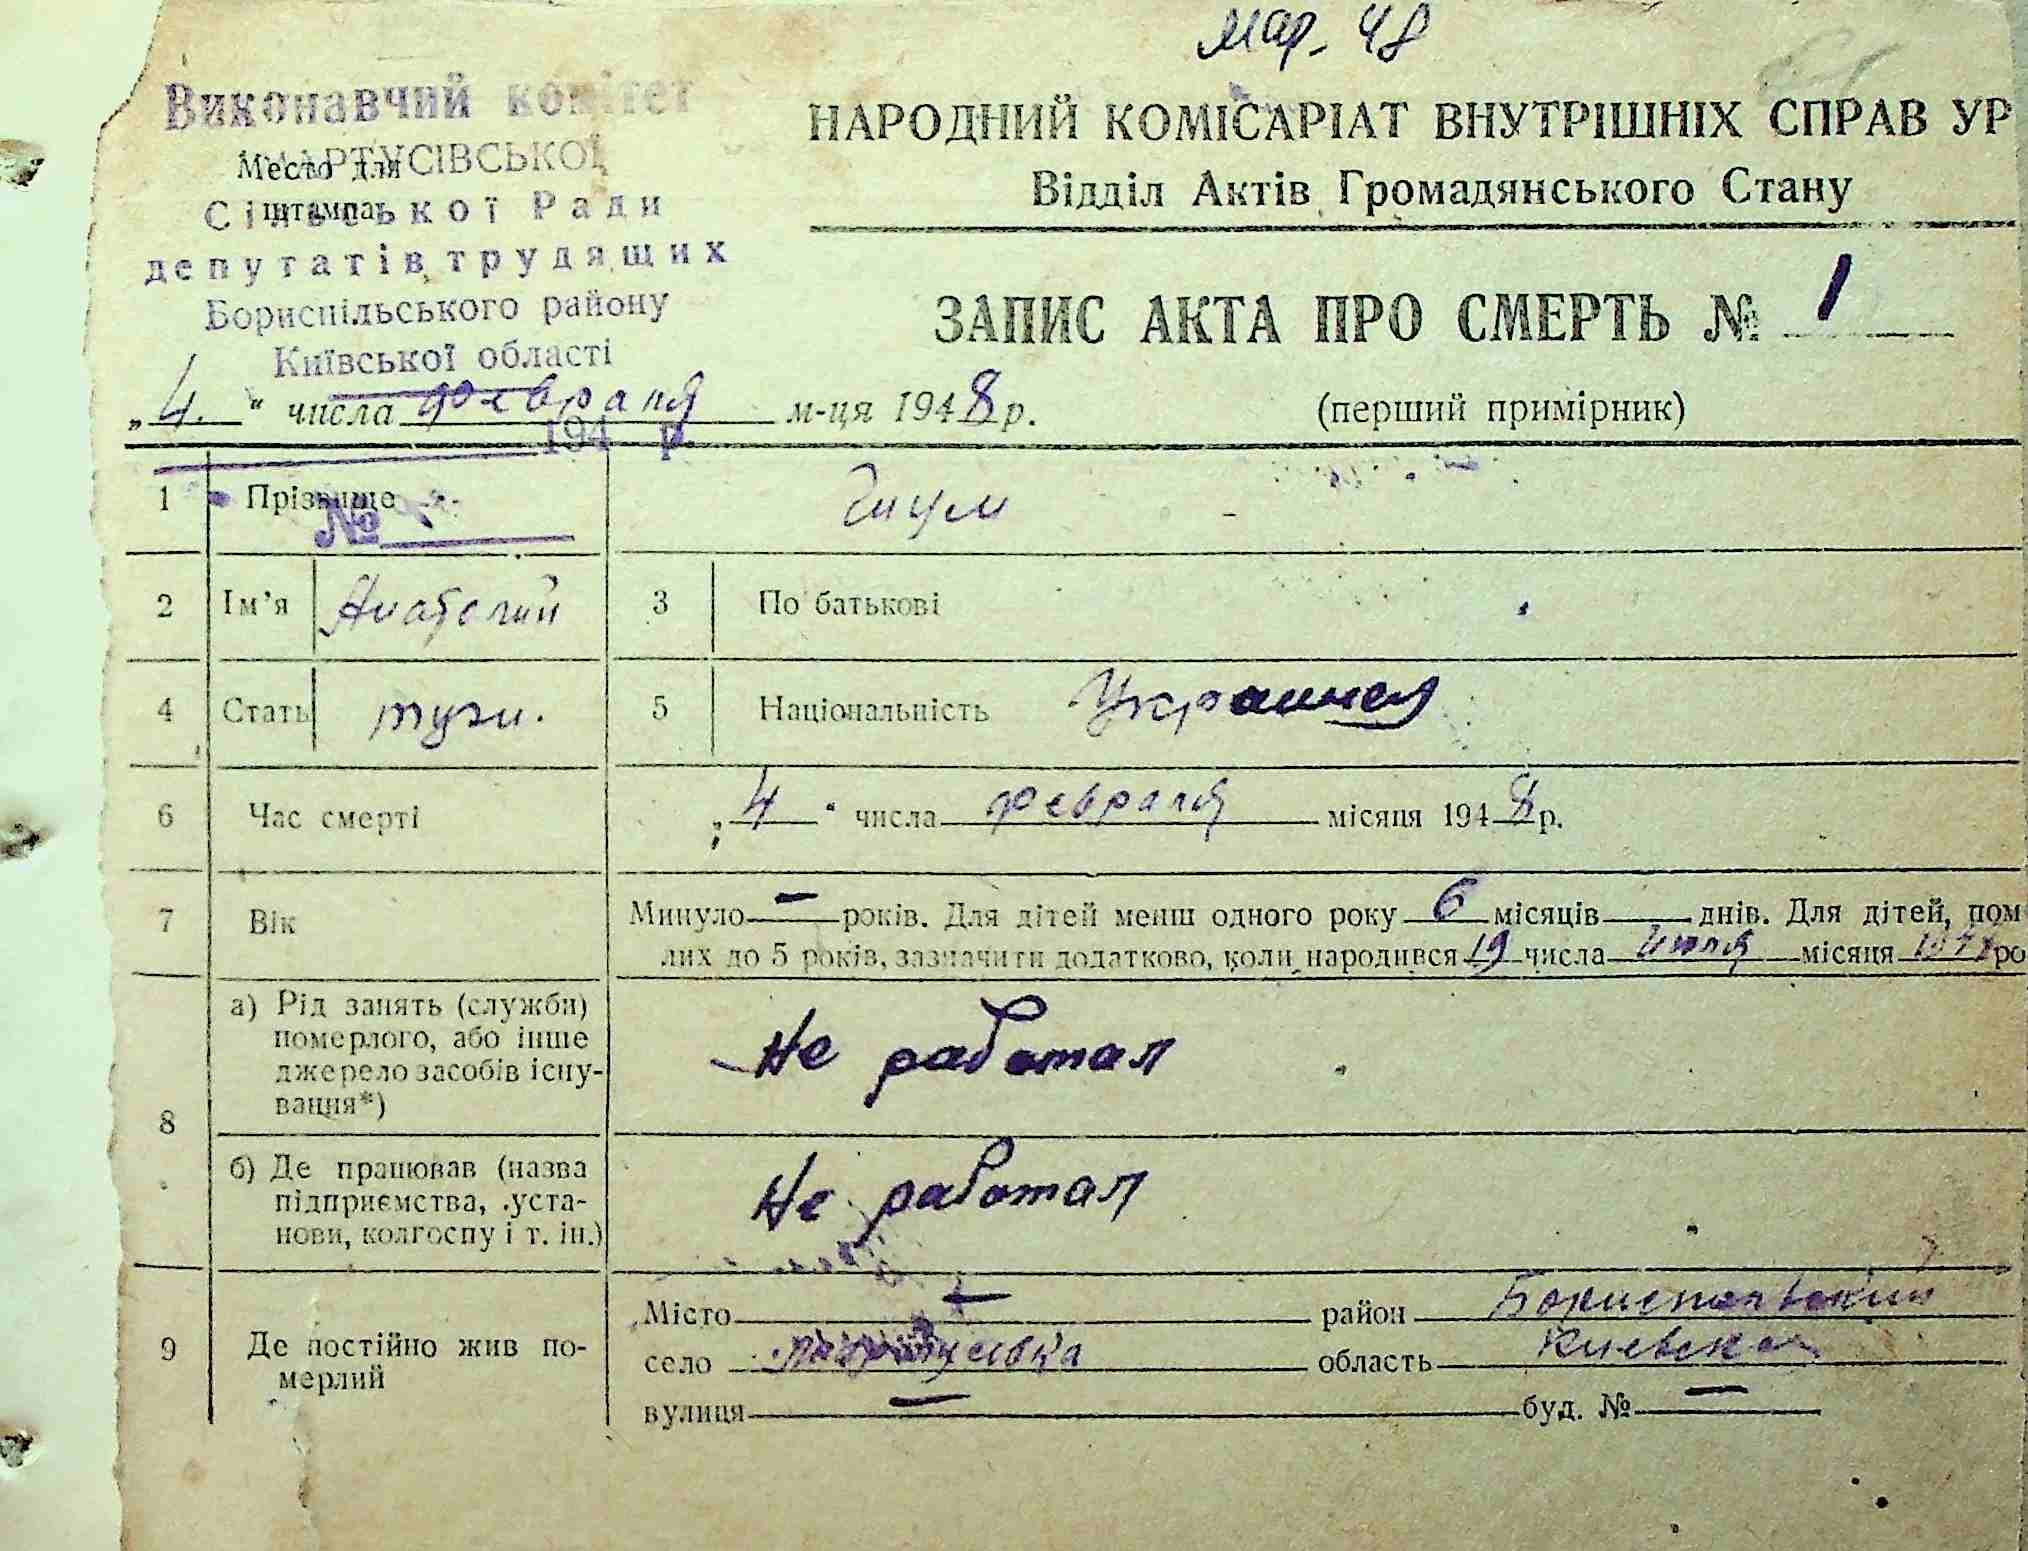 Мар. 48
Виконавчий комітет
МАРТУСІВСЬКОЇ
Место для
штампа
Сільської Ради
депутатів трудящих
Бориспільського району
Київської області
194 р.
№
НАРОДНИЙ КОМІСАРІАТ ВНУТРІШНІХ СПРАВ УР
Відділ Актів Громадянського Стану
ЗАПИС АКТА ПРО СМЕРТЬ № 1
„4.“ числа февраля м-ця 1948 р. (перший примірник)
1 Прізвище
2 Ім’я Анатолий 3 По батькові
4 Стать муж. 5 Національність
6 Час смерті „4“ числа февраля місяця 1948 р.
7 Вік Минуло — років. Для дітей менш одного року 6 місяців днів. Для дітей, пом
лих до 5 років, зазначити додатково, коли народився 19 числа июля місяця ро
8 а) Рід занять (служби) померлого, або інше джерело засобів існування*) Не работал
б) Де працював (назва підприємства, установи, колгоспу і т. ін.) Не работал
9 Де постійно жив померлий
Місто — район Бориспольский
село область Киевская
вулиця — буд. № —